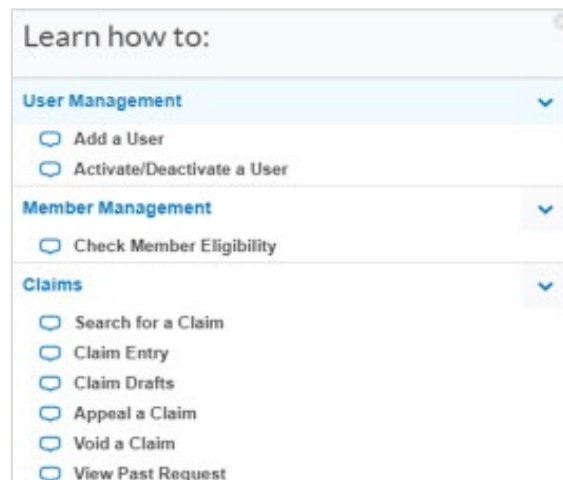 Learn how to:
User Management
Add a User
Activate/Deactivate a User
Member Management
Check Member Eligibility
Claims
Search for a Claim
Claim Entry
Claim Drafts
Appeal a Claim
Void a Claim
View Past Request